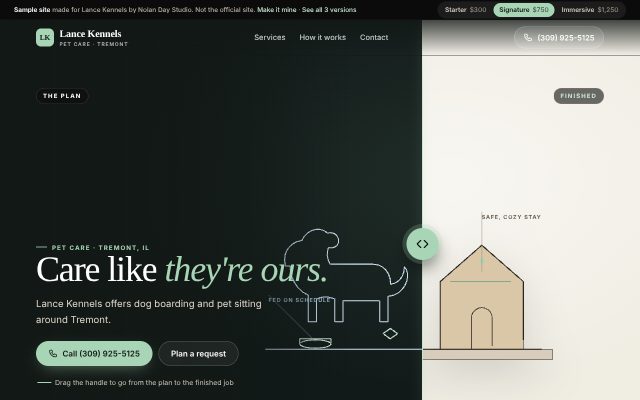 Sample site made for Lance Kennels by Nolan Day Studio. Not the official site. Make it mine · See all 3 versions
Starter $300 Signature $750 Immersive $1,250
LK Lance Kennels
PET CARE · TREMONT
Services How it works Contact
(309) 925-5125
THE PLAN
FINISHED
SAFE, COZY STAY
PET CARE · TREMONT, IL
Care like they're ours.
FED ON SCHEDULE
Lance Kennels offers dog boarding and pet sitting
around Tremont.
Call (309) 925-5125 Plan a request
Drag the handle to go from the plan to the finished job